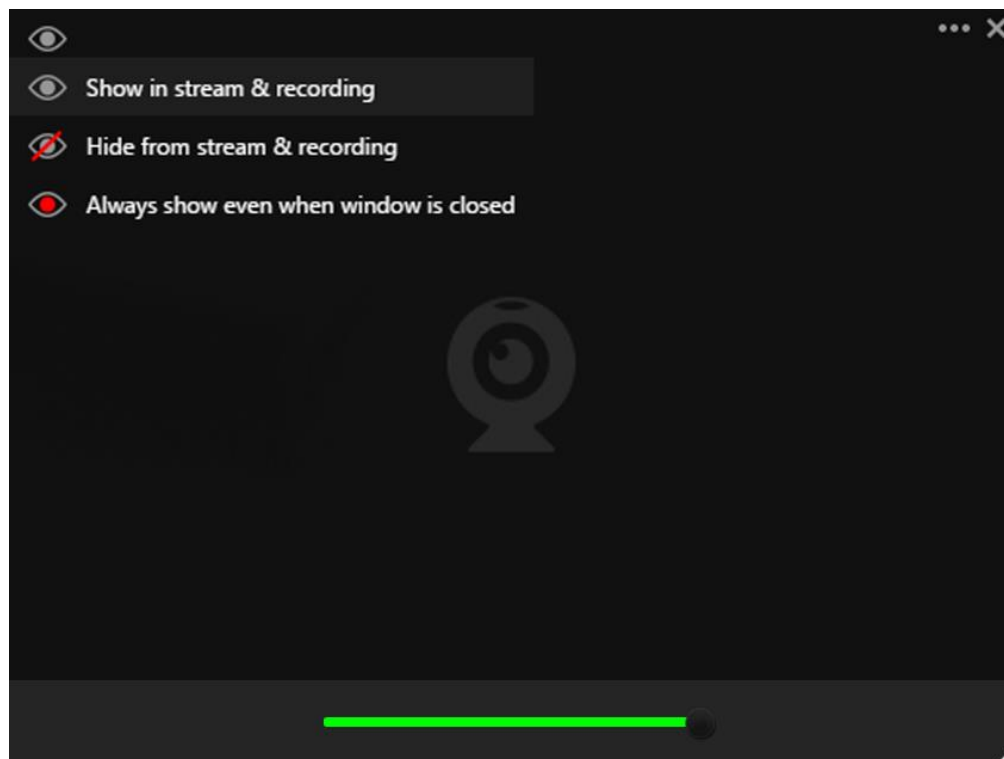 Show in stream & recording
Hide from stream & recording
Always show even when window is closed